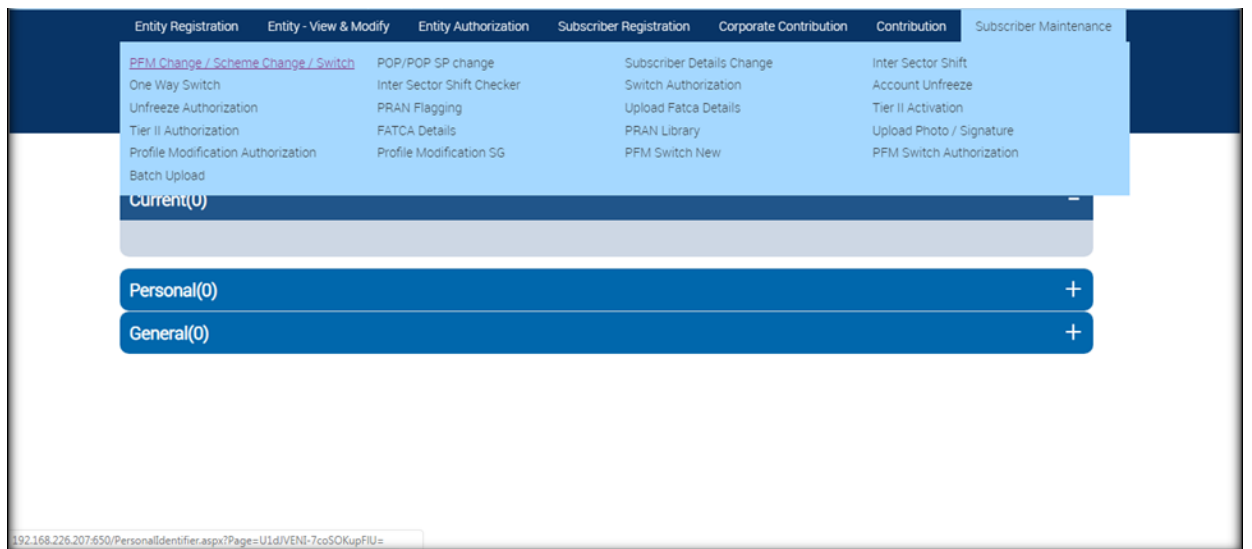 Entity Registration Entity - View & Modify Entity Authorization Subscriber Registration Corporate Contribution Contribution Subscriber Maintenance
PFM Change / Scheme Change / Switch POP/POP SP change Subscriber Details Change Inter Sector Shift
One Way Switch Inter Sector Shift Checker Switch Authorization Account Unfreeze
Unfreeze Authorization PRAN Flagging Upload Fatca Details Tier II Activation
Tier II Authorization FATCA Details PRAN Library Upload Photo / Signature
Profile Modification Authorization Profile Modification SG PFM Switch New PFM Switch Authorization
Batch Upload
Current(0) −
Personal(0) +
General(0) +
192.168.226.207:650/PersonalIdentifier.aspx?Page=U1dJVENI-7coSOKupFIU=